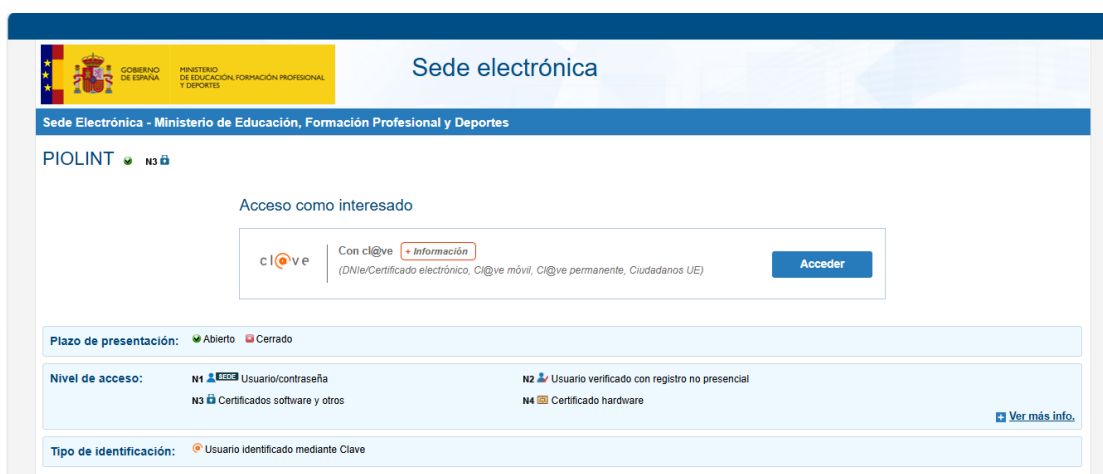 GOBIERNO
DE ESPAÑA
MINISTERIO
DE EDUCACIÓN, FORMACIÓN PROFESIONAL
Y DEPORTES
Sede electrónica
Sede Electrónica - Ministerio de Educación, Formación Profesional y Deportes
PIOLINT N3
Acceso como interesado
cl@ve
Con cl@ve + Información
(DNIe/Certificado electrónico, Cl@ve móvil, Cl@ve permanente, Ciudadanos UE)
Acceder
Plazo de presentación: Abierto Cerrado
Nivel de acceso: N1 SEDE Usuario/contraseña N2 Usuario verificado con registro no presencial
N3 Certificados software y otros N4 Certificado hardware
Ver más info.
Tipo de identificación: Usuario identificado mediante Clave